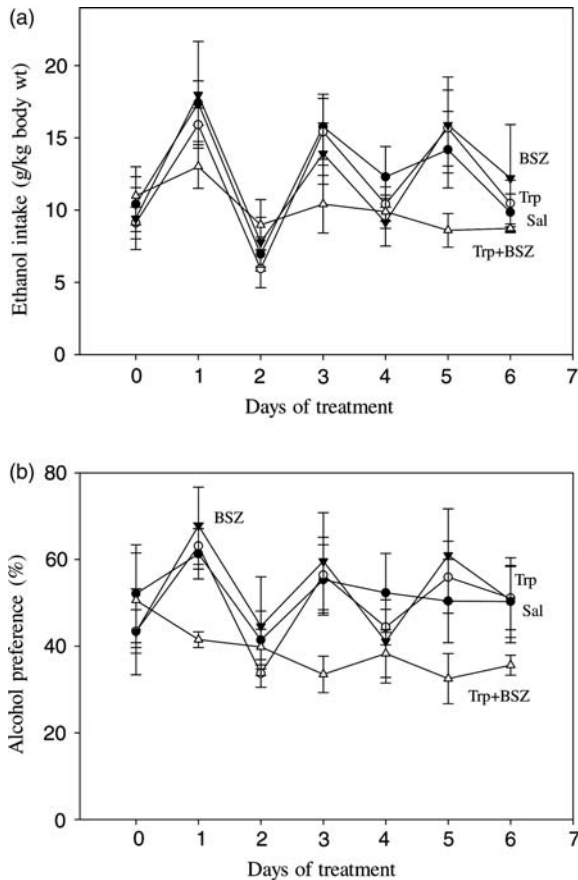 (a)
Ethanol intake (g/kg body wt)
20
15
10
5
0
BSZ
Trp
Sal
Trp+BSZ
0 1 2 3 4 5 6 7
Days of treatment
(b)
Alcohol preference (%)
80
60
40
20
0
BSZ
Trp
Sal
Trp+BSZ
0 1 2 3 4 5 6 7
Days of treatment